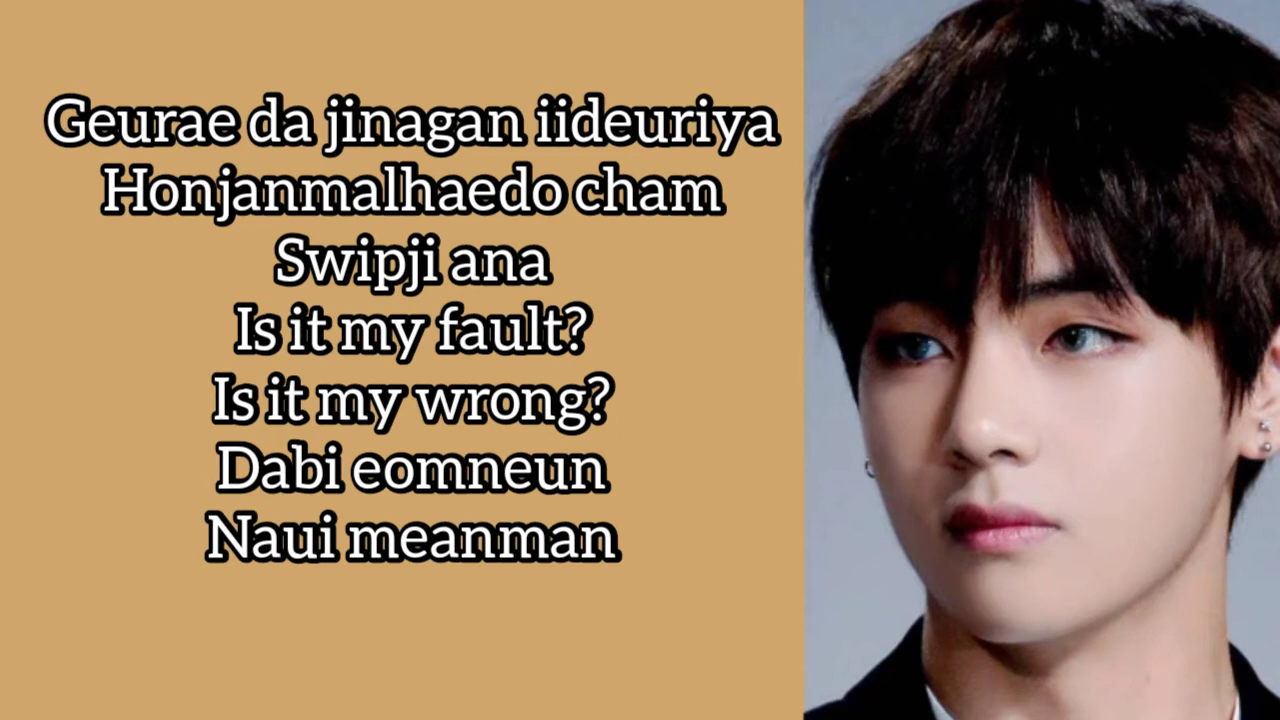 Geurae da jinagan iideuriya
Honjanmalhaedo cham
Swipji ana
Is it my fault?
Is it my wrong?
Dabi eomneun
Naui meanman